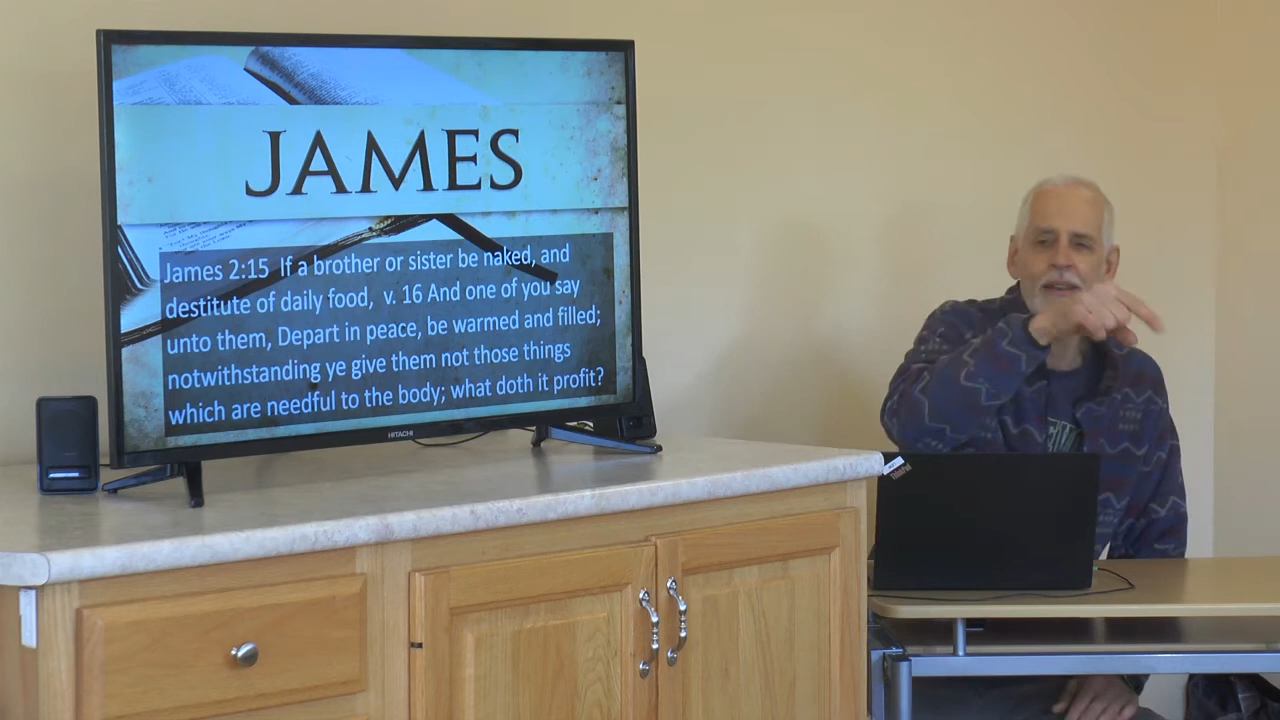 JAMES
James 2:15 If a brother or sister be naked, and
destitute of daily food, v. 16 And one of you say
unto them, Depart in peace, be warmed and filled;
notwithstanding ye give them not those things
which are needful to the body; what doth it profit?
HITACHI
ThinkPad